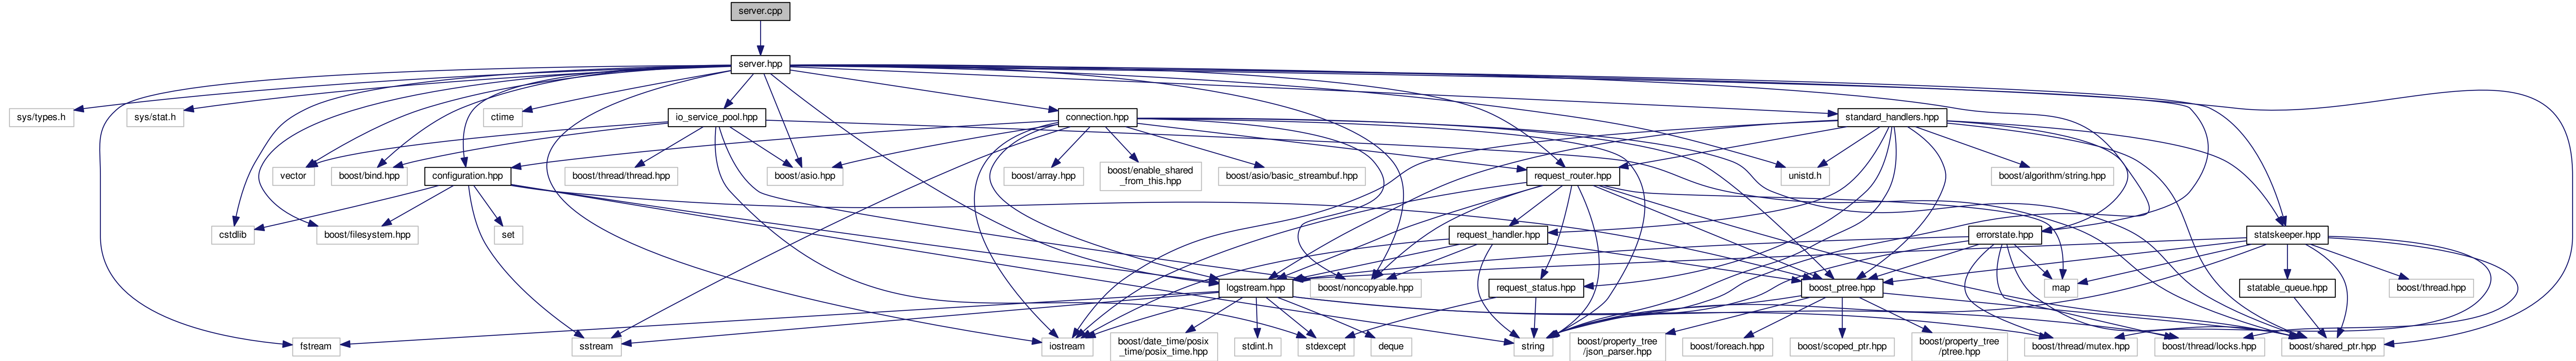 server.cpp
server.hpp
sys/types.h
sys/stat.h
ctime
io_service_pool.hpp
connection.hpp
standard_handlers.hpp
vector
boost/bind.hpp
configuration.hpp
boost/thread/thread.hpp
boost/asio.hpp
boost/array.hpp
boost/enable_shared
_from_this.hpp
boost/asio/basic_streambuf.hpp
request_router.hpp
unistd.h
boost/algorithm/string.hpp
cstdlib
boost/filesystem.hpp
set
request_handler.hpp
errorstate.hpp
statskeeper.hpp
logstream.hpp
boost/noncopyable.hpp
request_status.hpp
boost_ptree.hpp
map
statable_queue.hpp
boost/thread.hpp
fstream
sstream
iostream
boost/date_time/posix
_time/posix_time.hpp
stdint.h
stdexcept
deque
string
boost/property_tree
/json_parser.hpp
boost/foreach.hpp
boost/scoped_ptr.hpp
boost/property_tree
/ptree.hpp
boost/thread/mutex.hpp
boost/thread/locks.hpp
boost/shared_ptr.hpp